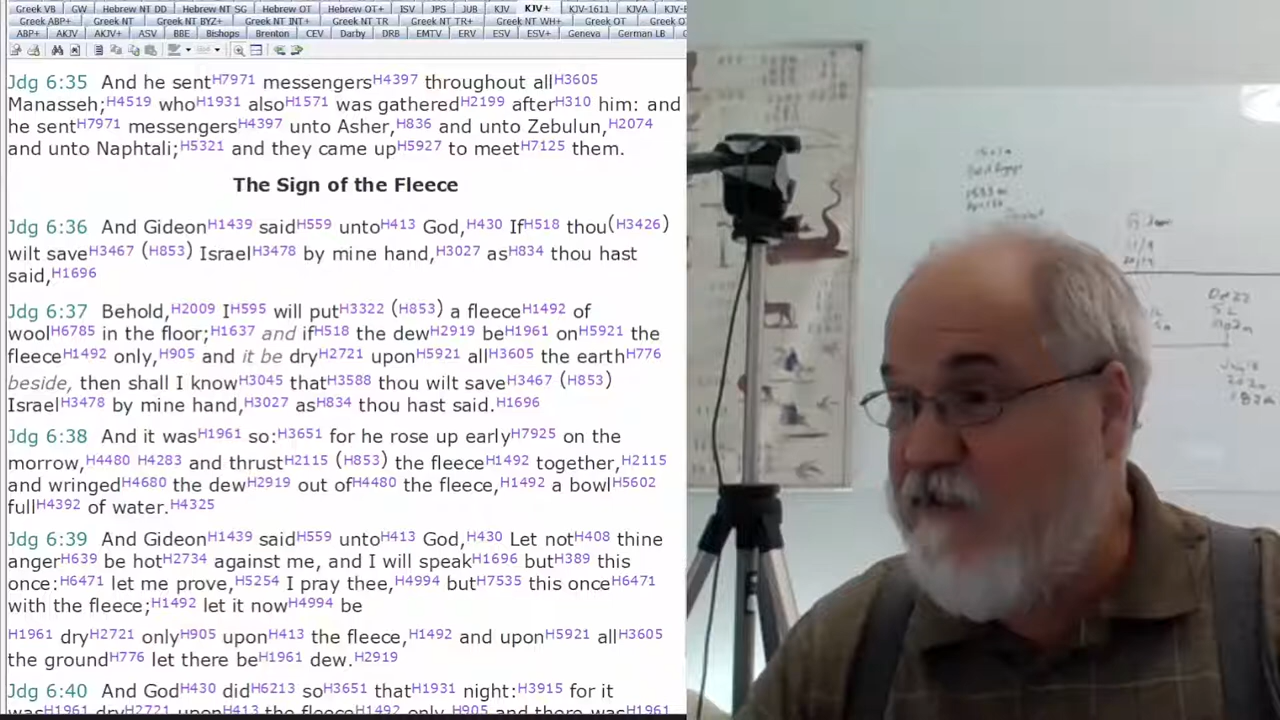 Greek VB GW Hebrew NT DD Hebrew NT SG Hebrew OT Hebrew OT+ ISV JPS JUB KJV KJV+ KJV-1611 KJVA
Greek ABP+ Greek NT Greek NT BYZ+ Greek NT INT+ Greek NT TR Greek NT TR+ Greek NT WH+ Greek OT
ABP+ AKJV AKJV+ ASV BBE Bishops Brenton CEV Darby DRB EMTV ERV ESV ESV+ Geneva German LB
Jdg 6:35 And he sentH7971 messengersH4397 throughout allH3605
Manasseh;H4519 whoH1931 alsoH1571 was gatheredH2199 afterH310 him: and
he sentH7971 messengersH4397 unto Asher,H836 and unto Zebulun,H2074
and unto Naphtali;H5321 and they came upH5927 to meetH7125 them.
The Sign of the Fleece
Jdg 6:36 And GideonH1439 saidH559 untoH413 God,H430 IfH518 thou(H3426)
wilt saveH3467 (H853) IsraelH3478 by mine hand,H3027 asH834 thou hast
said,H1696
Jdg 6:37 Behold,H2009 IH595 will putH3322 (H853) a fleeceH1492 of
woolH6785 in the floor;H1637 and ifH518 the dewH2919 beH1961 onH5921 the
fleeceH1492 only,H905 and it be dryH2721 uponH5921 allH3605 the earthH776
beside, then shall I knowH3045 thatH3588 thou wilt saveH3467 (H853)
IsraelH3478 by mine hand,H3027 asH834 thou hast said.H1696
Jdg 6:38 And it wasH1961 so:H3651 for he rose up earlyH7925 on the
morrow,H4480 H4283 and thrustH2115 (H853) the fleeceH1492 together,H2115
and wringedH4680 the dewH2919 out ofH4480 the fleece,H1492 a bowlH5602
fullH4392 of water.H4325
Jdg 6:39 And GideonH1439 saidH559 untoH413 God,H430 Let notH408 thine
angerH639 be hotH2734 against me, and I will speakH1696 butH389 this
once:H6471 let me prove,H5254 I pray thee,H4994 butH7535 this onceH6471
with the fleece;H1492 let it nowH4994 be
H1961 dryH2721 onlyH905 uponH413 the fleece,H1492 and uponH5921 allH3605
the groundH776 let there beH1961 dew.H2919
Jdg 6:40 And GodH430 didH6213 soH3651 thatH1931 night:H3915 for it
wasH1961 dryH2721 uponH413 the fleeceH1492 only,H905 and there wasH1961